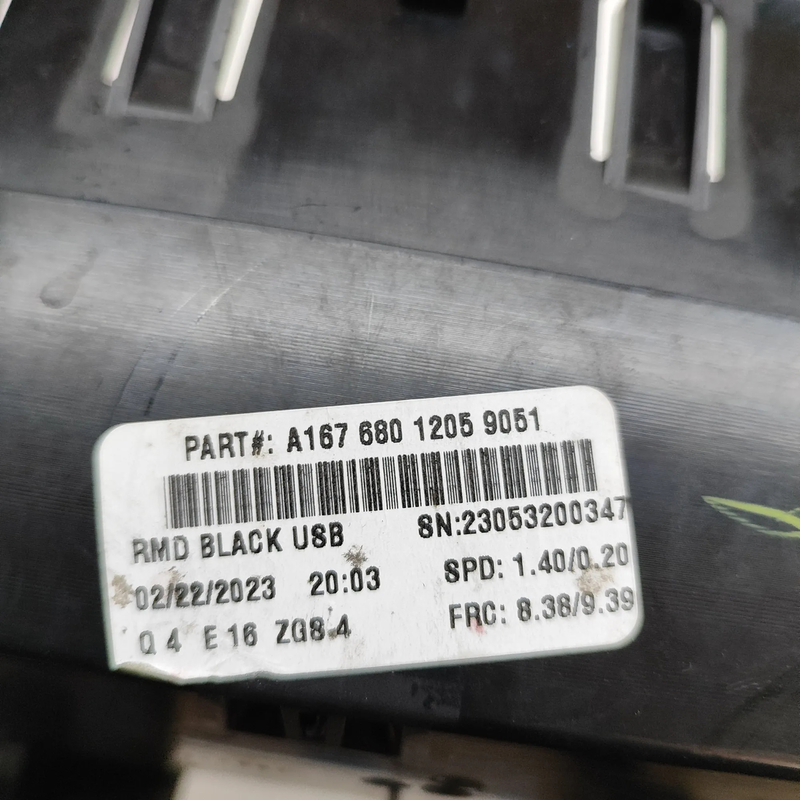 PART#: A167 680 1205 9051
RMD BLACK USB SN:23053200347
02/22/2023 20:03 SPD: 1.40/0.20
Q 4 E 16 ZG8.4 FRC: 8.38/9.39